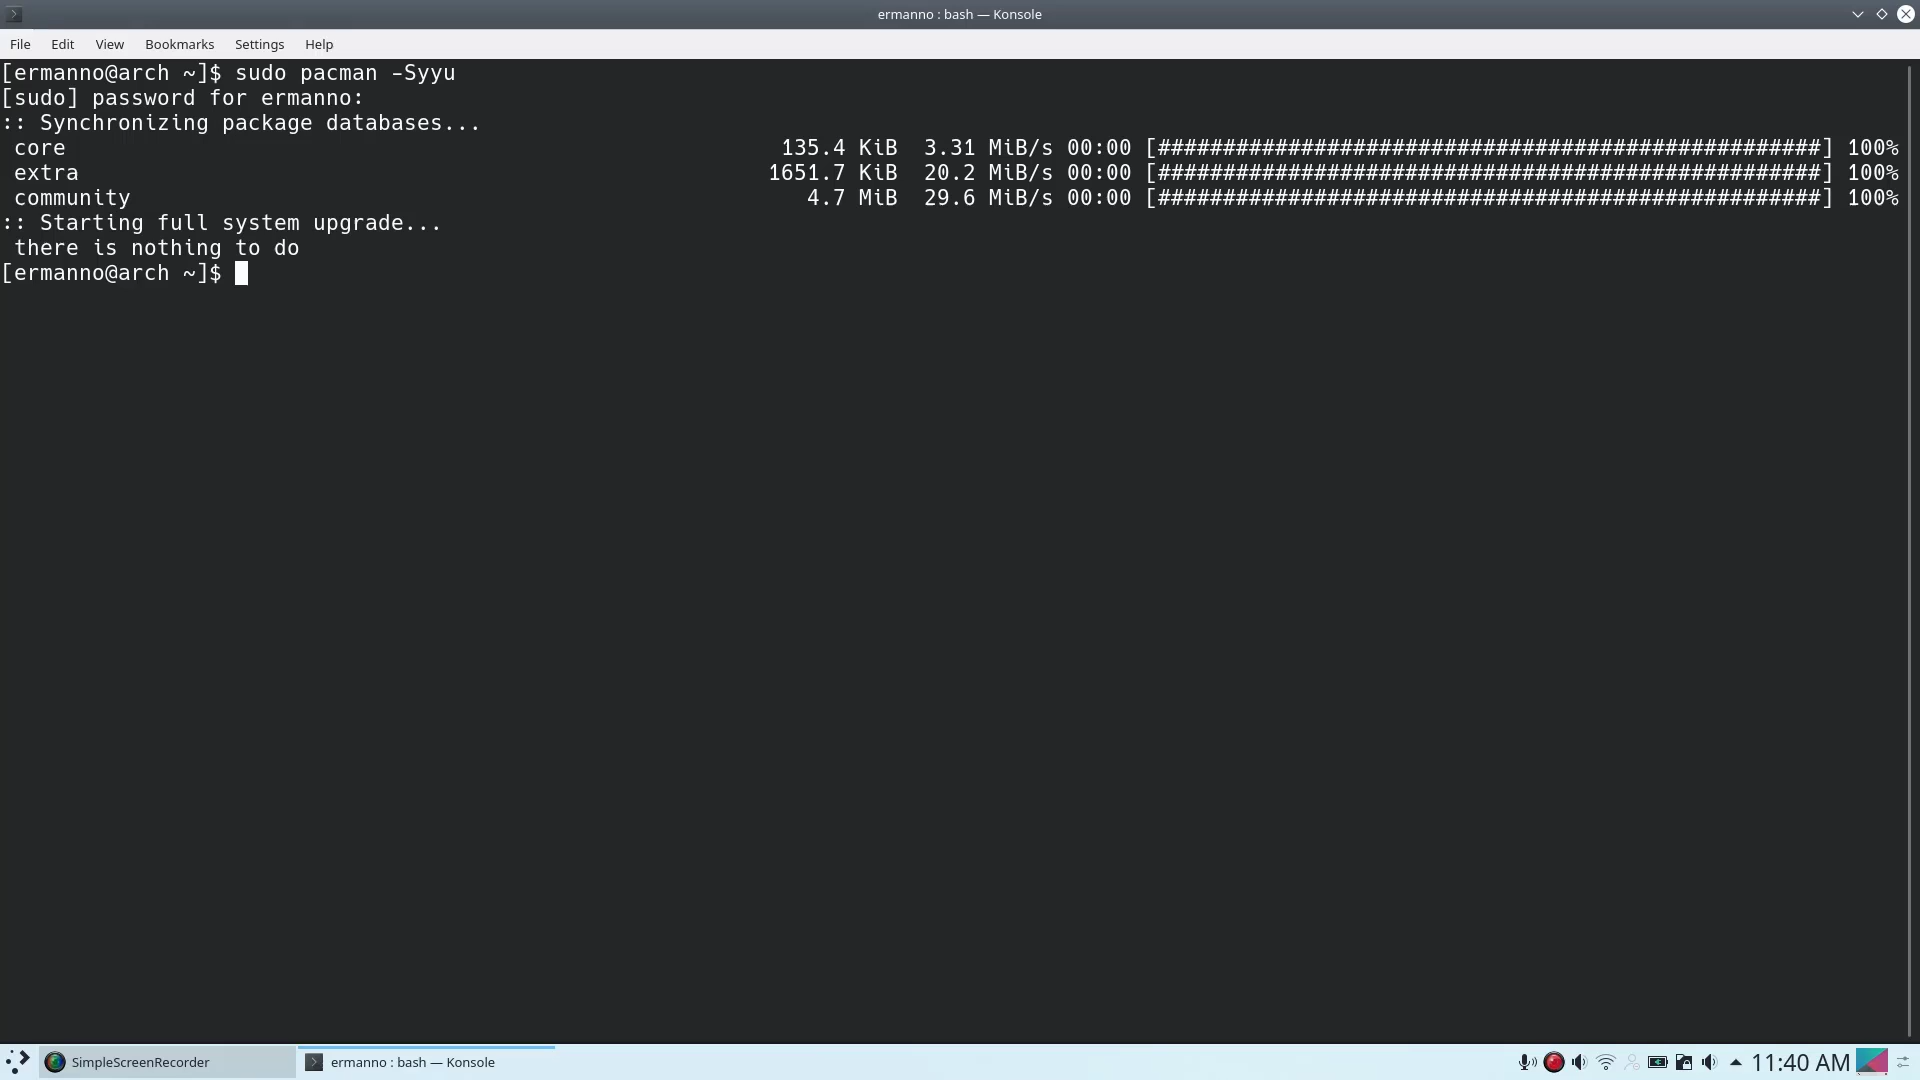 ermanno : bash — Konsole
File Edit View Bookmarks Settings Help
[ermanno@arch ~]$ sudo pacman -Syyu
[sudo] password for ermanno:
:: Synchronizing package databases...
core 135.4 KiB 3.31 MiB/s 00:00 [###################################################] 100%
extra 1651.7 KiB 20.2 MiB/s 00:00 [###################################################] 100%
community 4.7 MiB 29.6 MiB/s 00:00 [###################################################] 100%
:: Starting full system upgrade...
there is nothing to do
[ermanno@arch ~]$
SimpleScreenRecorder ermanno : bash — Konsole 11:40 AM